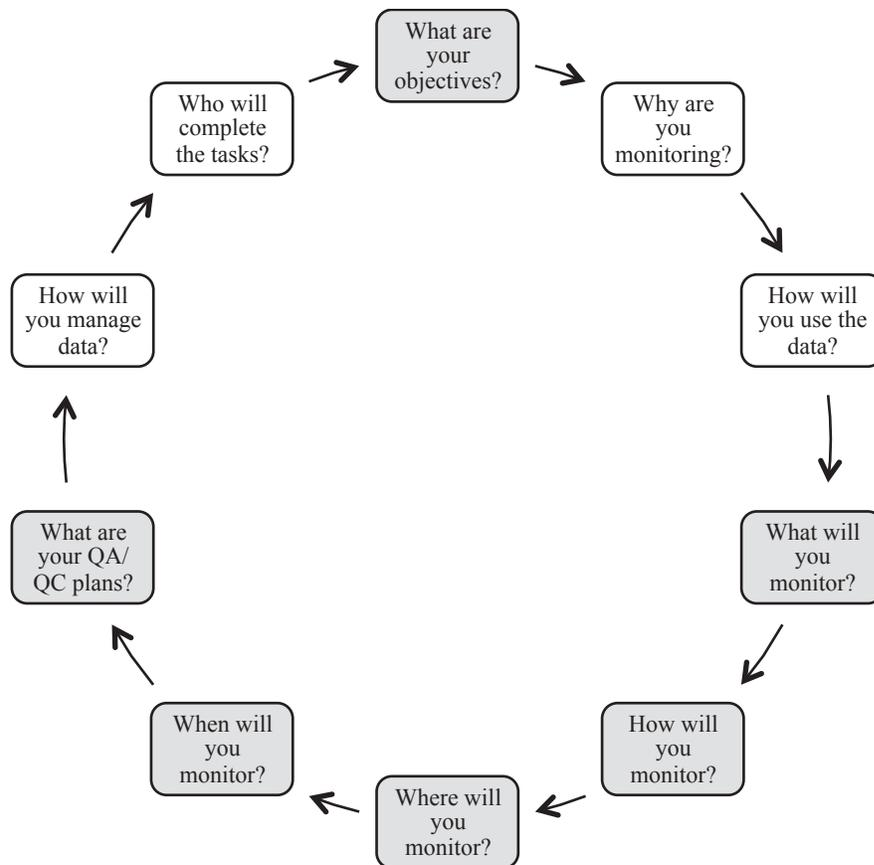 What are
your
objectives?
Why are
you
monitoring?
How will
you use the
data?
What will
you
monitor?
How will
you
monitor?
Where will
you
monitor?
When will
you
monitor?
What are
your QA/
QC plans?
How will
you manage
data?
Who will
complete
the tasks?